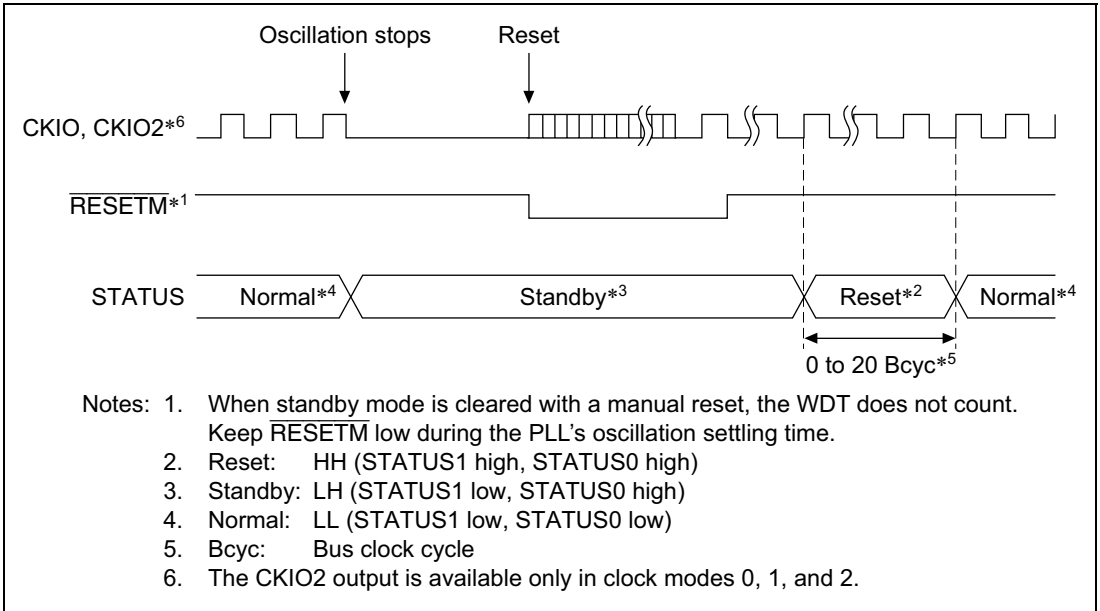 Oscillation stops Reset
CKIO, CKIO2*6
RESETM*1
STATUS Normal*4 Standby*3 Reset*2 Normal*4
0 to 20 Bcyc*5
Notes: 1. When standby mode is cleared with a manual reset, the WDT does not count.
Keep RESETM low during the PLL's oscillation settling time.
2. Reset: HH (STATUS1 high, STATUS0 high)
3. Standby: LH (STATUS1 low, STATUS0 high)
4. Normal: LL (STATUS1 low, STATUS0 low)
5. Bcyc: Bus clock cycle
6. The CKIO2 output is available only in clock modes 0, 1, and 2.